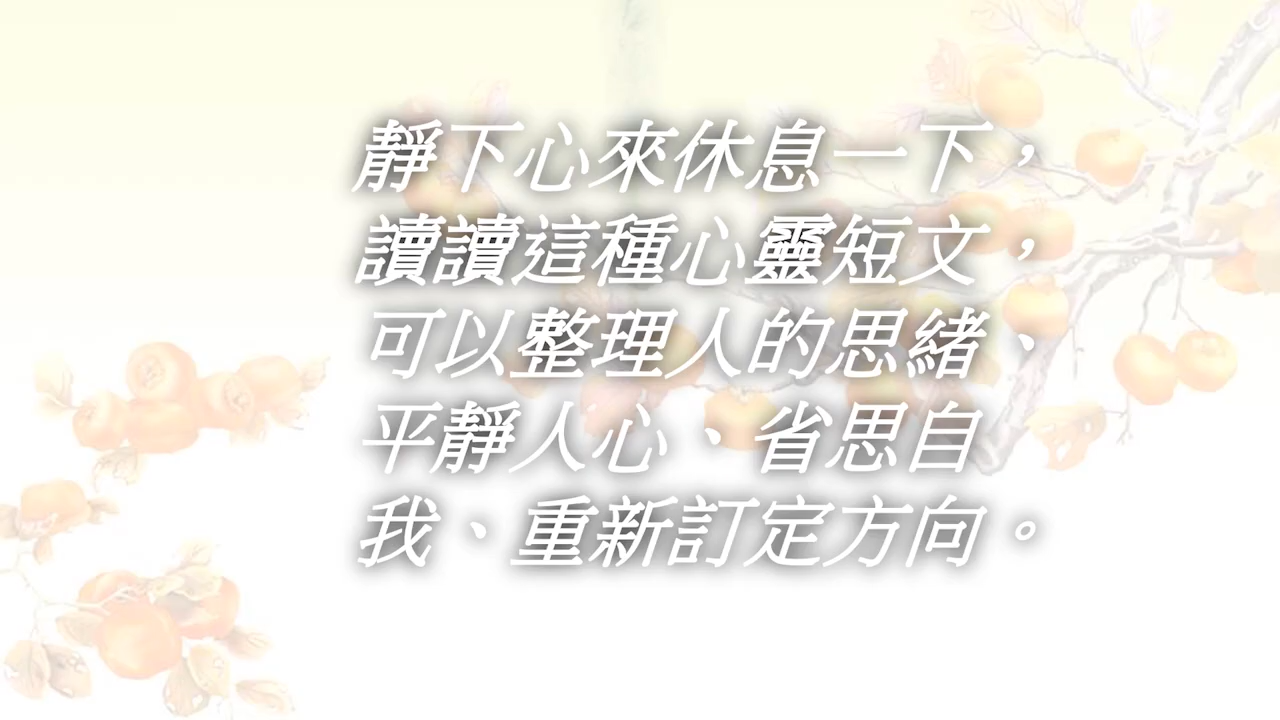 靜下心來休息一下，
讀讀這種心靈短文，
可以整理人的思緒、
平靜人心、省思自
我、重新訂定方向。